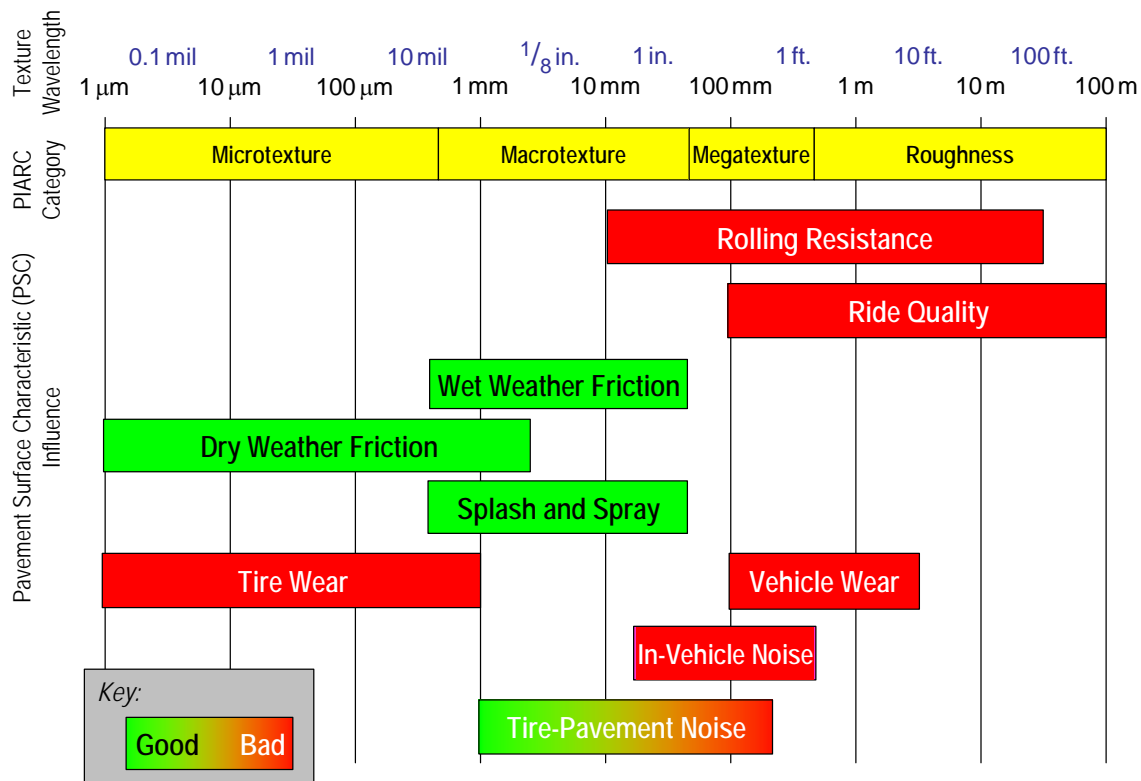 Texture
Wavelength
0.1 mil 1 mil 10 mil 1/8 in. 1 in. 1 ft. 10 ft. 100 ft.
1 µm 10 µm 100 µm 1 mm 10 mm 100 mm 1 m 10 m 100 m
PIARC
Category
Microtexture Macrotexture Megatexture Roughness
Pavement Surface Characteristic (PSC)
Influence
Rolling Resistance
Ride Quality
Wet Weather Friction
Dry Weather Friction
Splash and Spray
Tire Wear Vehicle Wear
In-Vehicle Noise
Tire-Pavement Noise
Key:
Good Bad